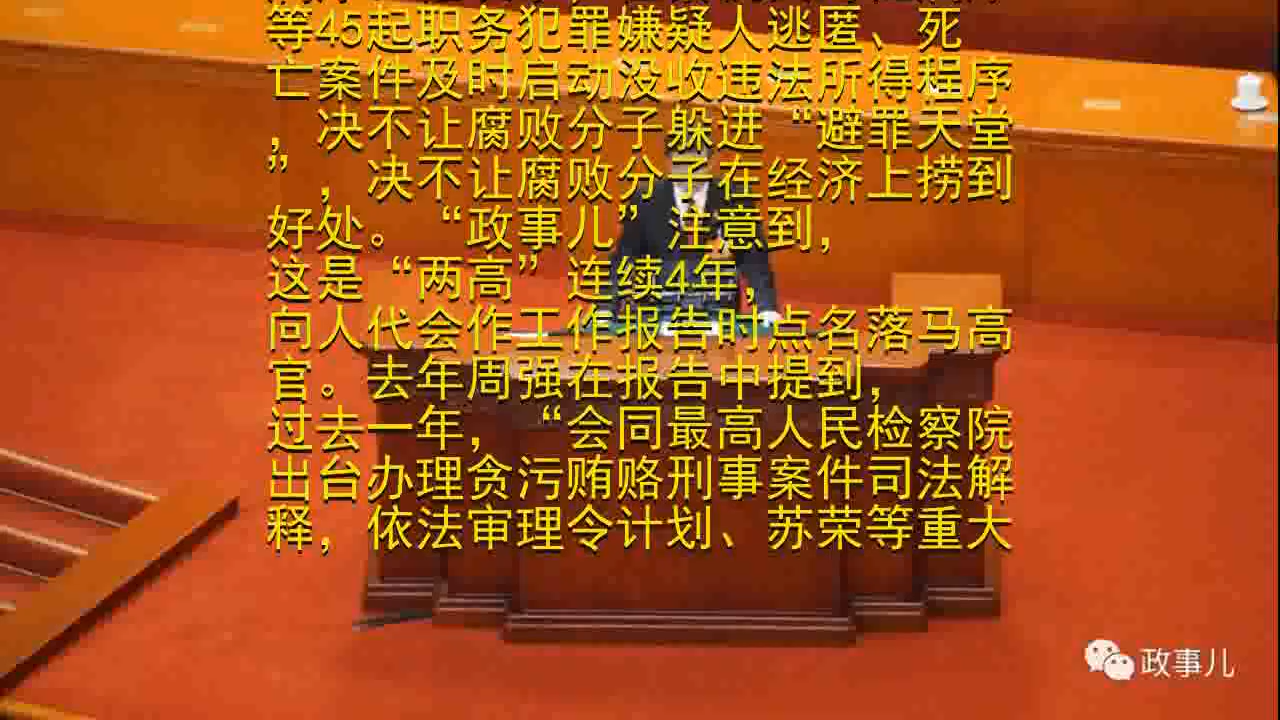 等45起职务犯罪嫌疑人逃匿、死
亡案件及时启动没收违法所得程序
，决不让腐败分子躲进“避罪天堂
”，决不让腐败分子在经济上捞到
好处。“政事儿”注意到，
这是“两高”连续4年，
向人代会作工作报告时点名落马高
官。去年周强在报告中提到，
过去一年，“会同最高人民检察院
出台办理贪污贿赂刑事案件司法解
释，依法审理令计划、苏荣等重大
政事儿